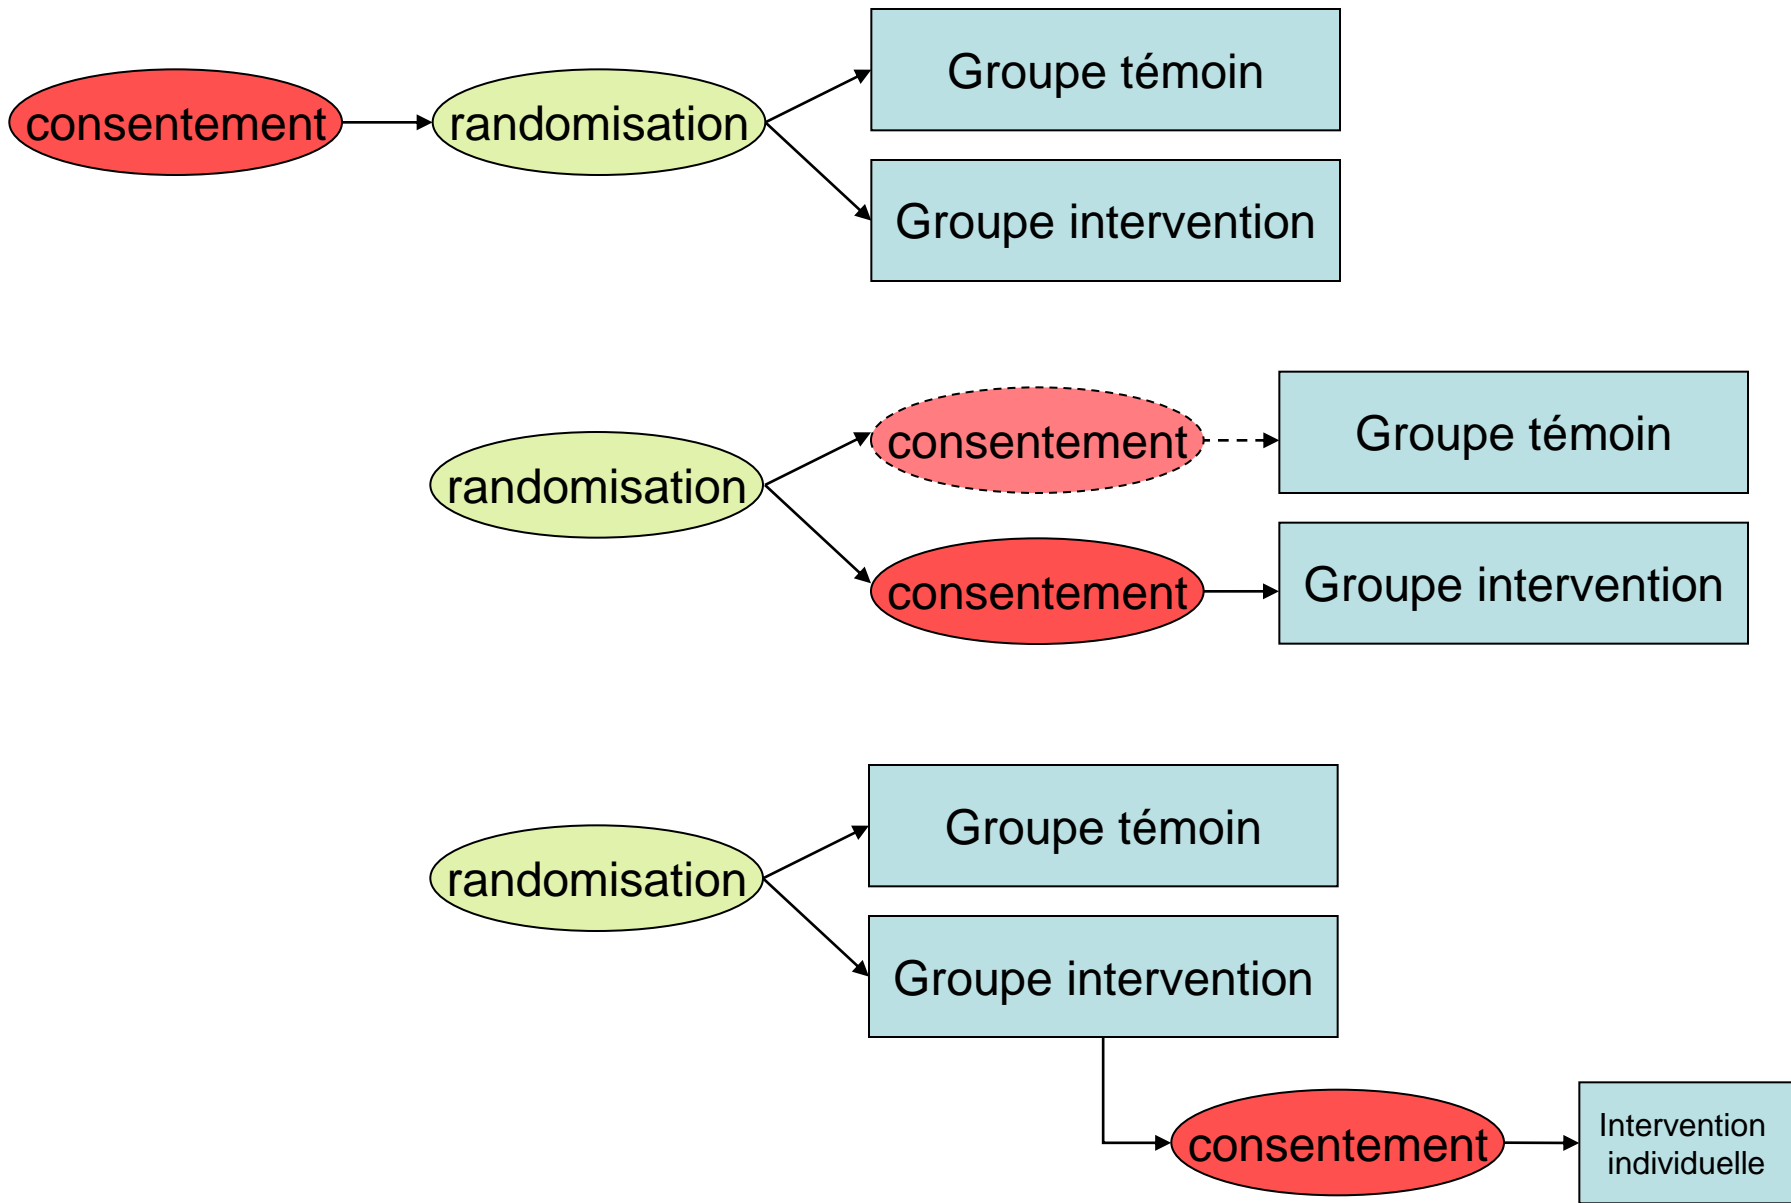 consentement
randomisation
Groupe témoin
Groupe intervention
randomisation
consentement
Groupe témoin
consentement
Groupe intervention
randomisation
Groupe témoin
Groupe intervention
consentement
Intervention
individuelle